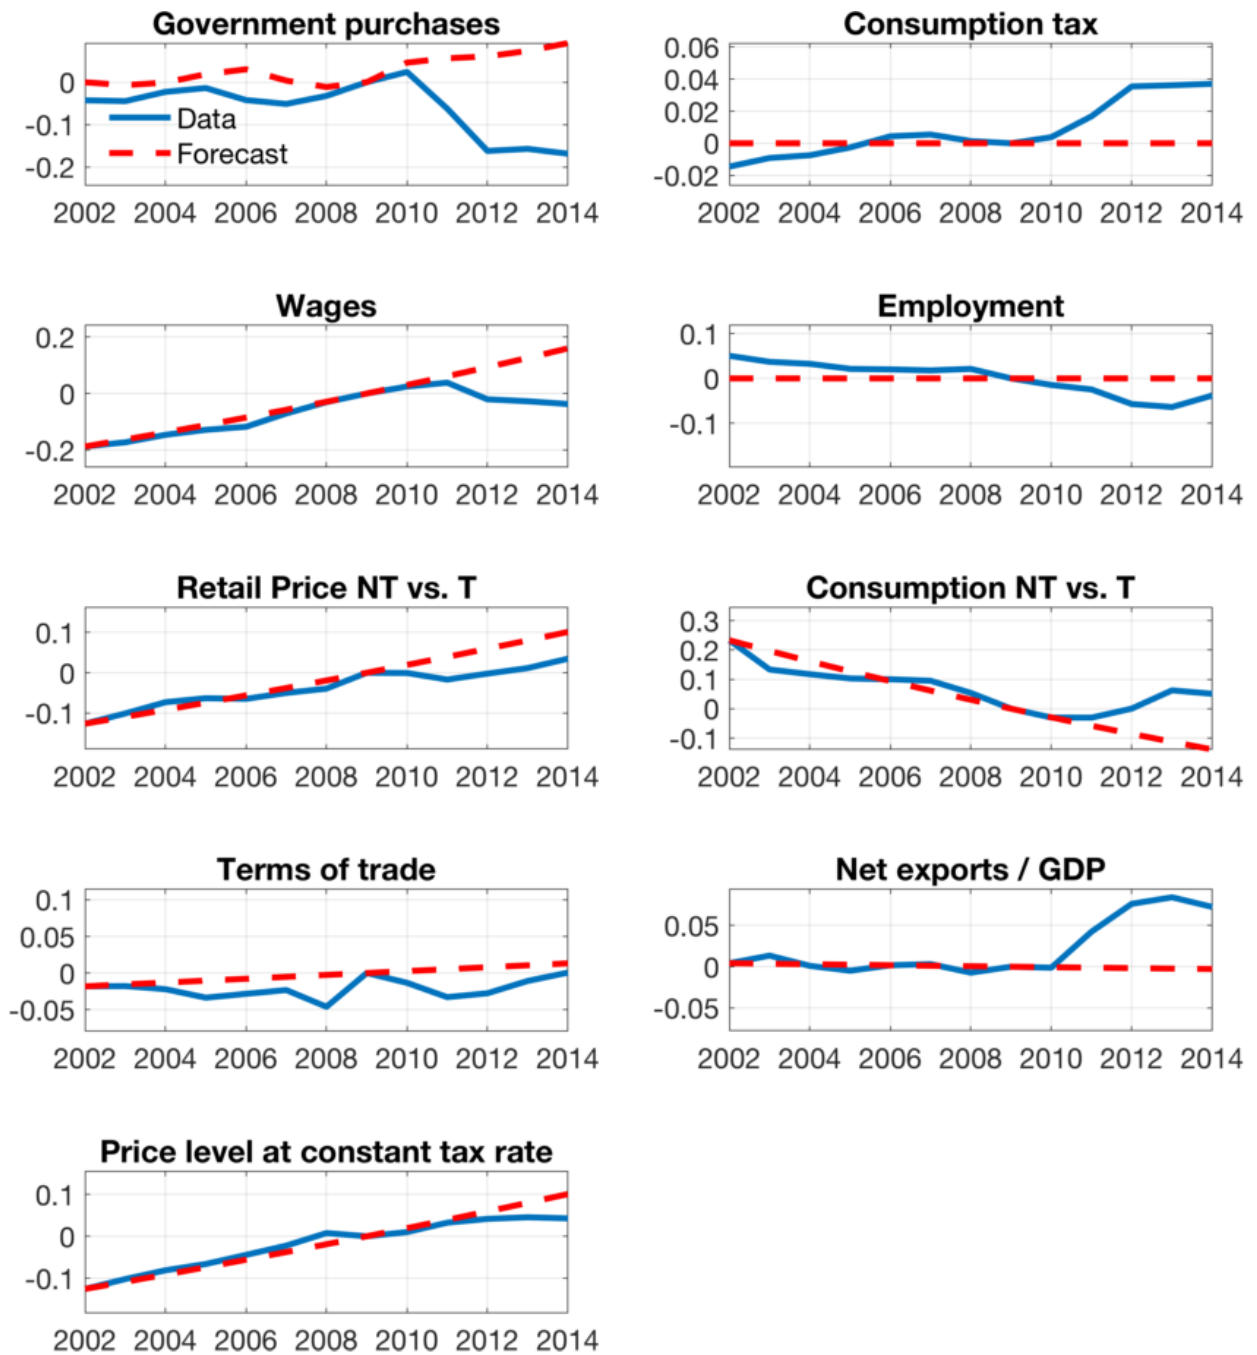 Government purchases
0
-0.1
-0.2
Data
Forecast
2002 2004 2006 2008 2010 2012 2014
Consumption tax
0.06
0.04
0.02
0
-0.02
2002 2004 2006 2008 2010 2012 2014
Wages
0.2
0
-0.2
2002 2004 2006 2008 2010 2012 2014
Employment
0.1
0
-0.1
2002 2004 2006 2008 2010 2012 2014
Retail Price NT vs. T
0.1
0
-0.1
2002 2004 2006 2008 2010 2012 2014
Consumption NT vs. T
0.3
0.2
0.1
0
-0.1
2002 2004 2006 2008 2010 2012 2014
Terms of trade
0.1
0.05
0
-0.05
2002 2004 2006 2008 2010 2012 2014
Net exports / GDP
0.05
0
-0.05
2002 2004 2006 2008 2010 2012 2014
Price level at constant tax rate
0.1
0
-0.1
2002 2004 2006 2008 2010 2012 2014